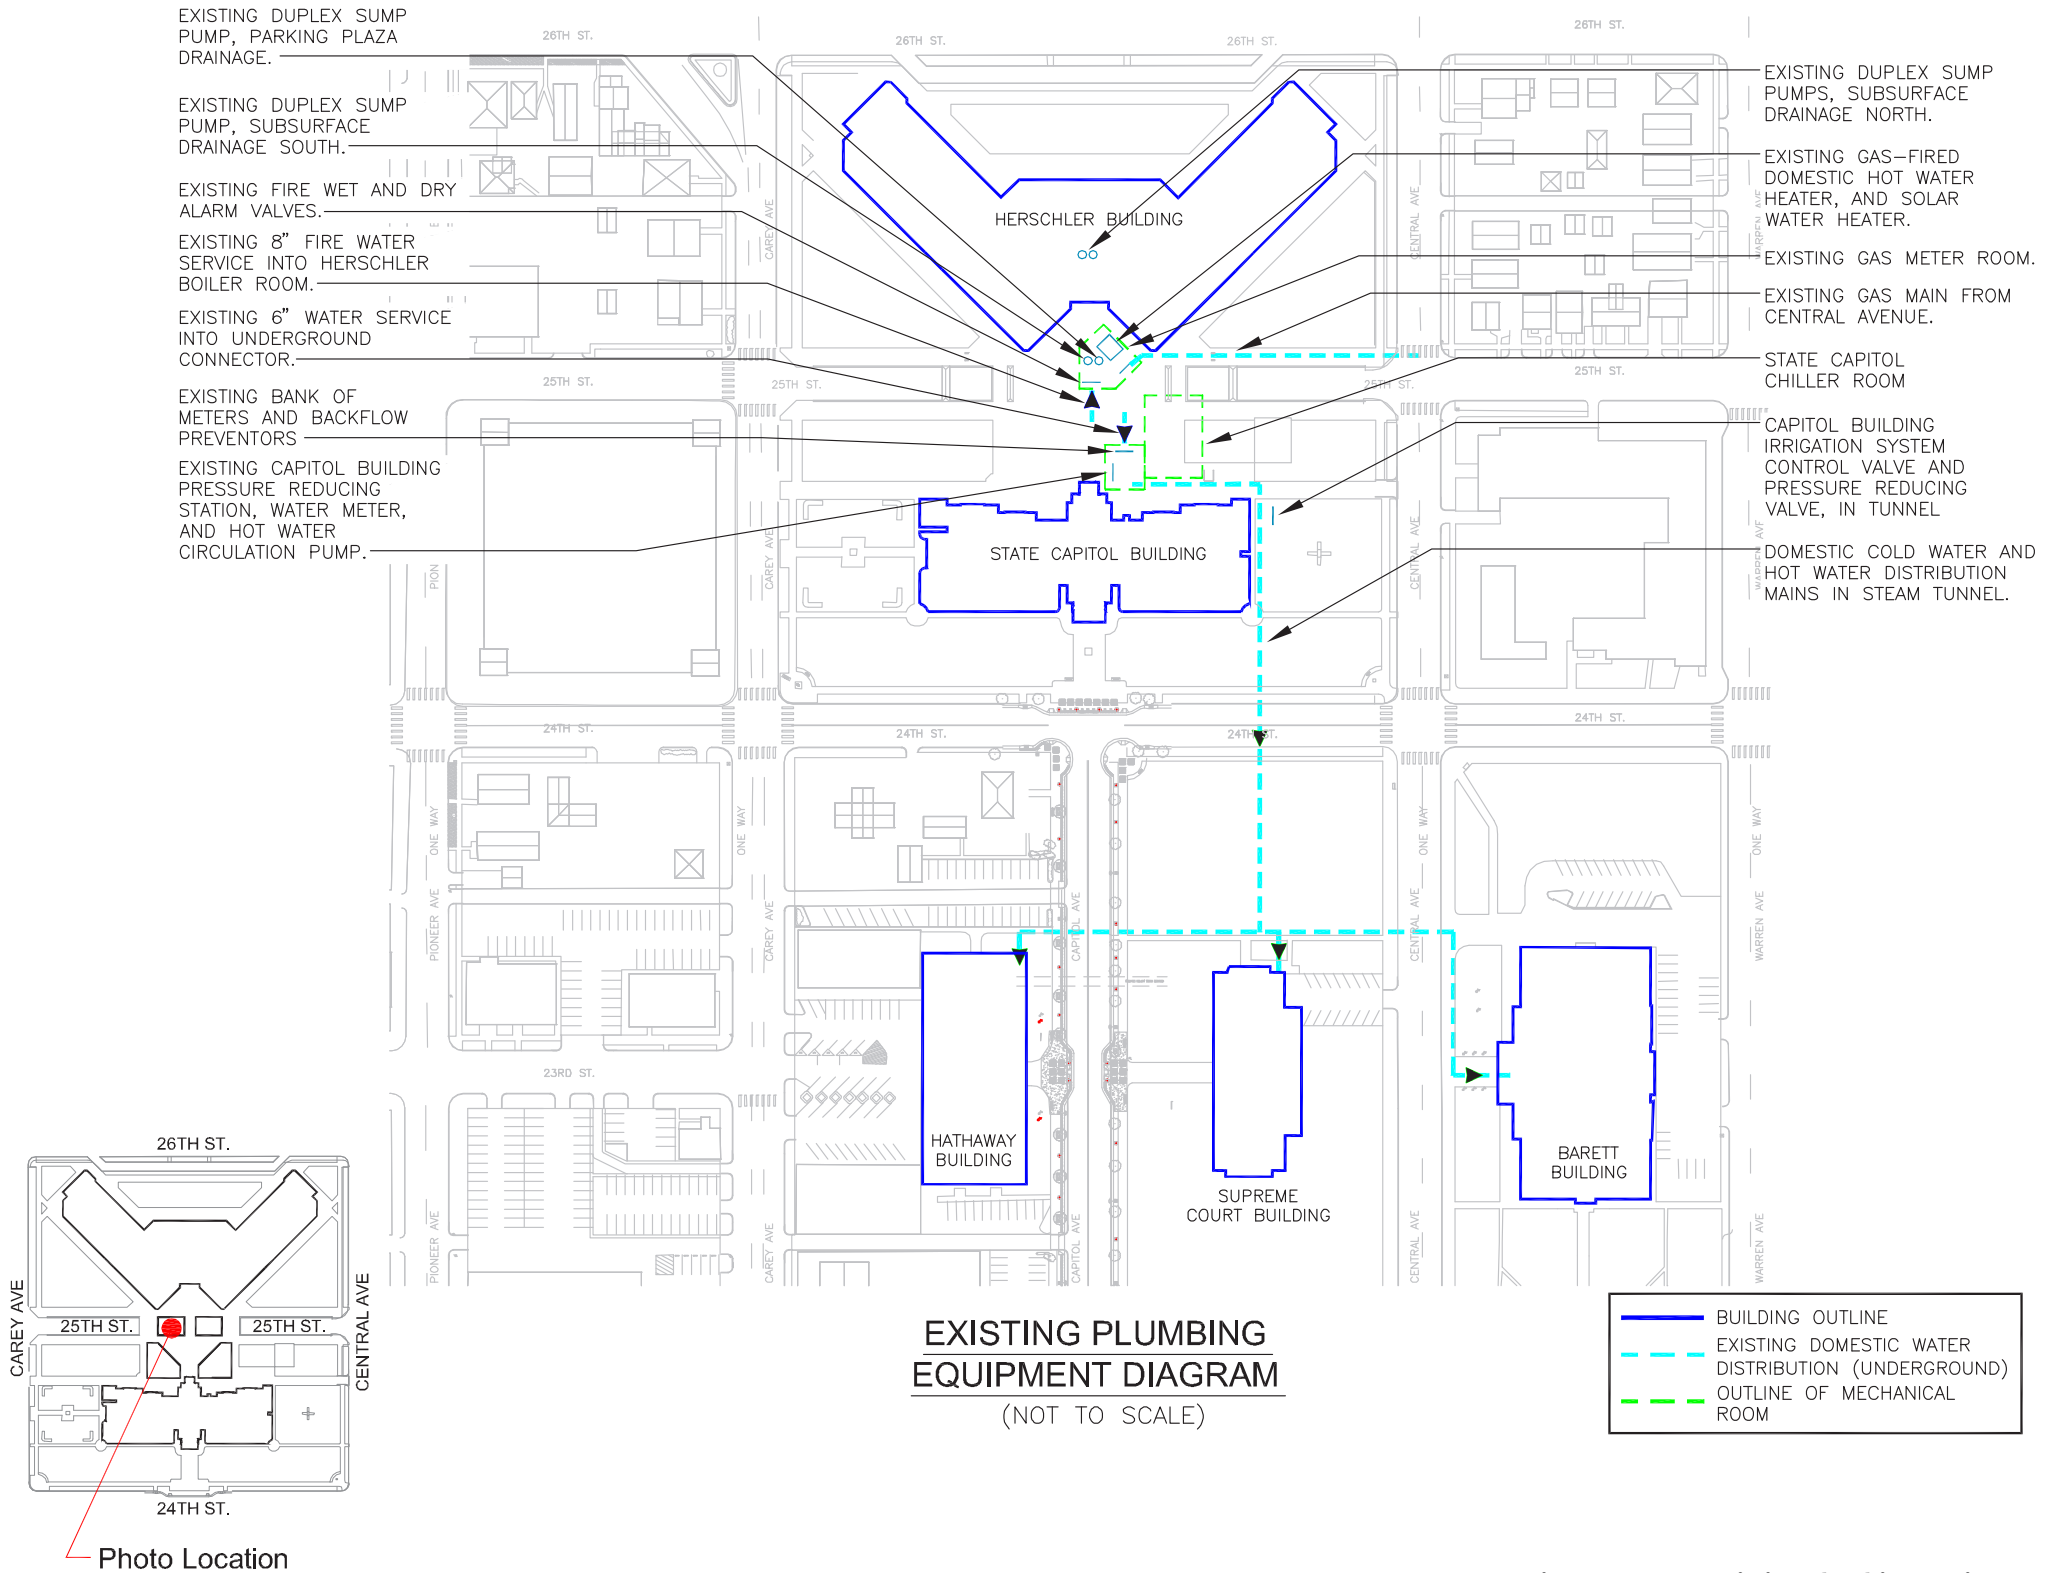 EXISTING DUPLEX SUMP
PUMP, PARKING PLAZA
DRAINAGE.
EXISTING DUPLEX SUMP
PUMP, SUBSURFACE
DRAINAGE SOUTH.
EXISTING FIRE WET AND DRY
ALARM VALVES.
EXISTING 8” FIRE WATER
SERVICE INTO HERSCHLER
BOILER ROOM.
EXISTING 6” WATER SERVICE
INTO UNDERGROUND
CONNECTOR.
EXISTING BANK OF
METERS AND BACKFLOW
PREVENTORS
EXISTING CAPITOL BUILDING
PRESSURE REDUCING
STATION, WATER METER,
AND HOT WATER
CIRCULATION PUMP.
26TH ST.
26TH ST.
26TH ST.
26TH ST.
EXISTING DUPLEX SUMP
PUMPS, SUBSURFACE
DRAINAGE NORTH.
EXISTING GAS-FIRED
DOMESTIC HOT WATER
HEATER, AND SOLAR
WATER HEATER.
EXISTING GAS METER ROOM.
EXISTING GAS MAIN FROM
CENTRAL AVENUE.
STATE CAPITOL
CHILLER ROOM
CAPITOL BUILDING
IRRIGATION SYSTEM
CONTROL VALVE AND
PRESSURE REDUCING
VALVE, IN TUNNEL
DOMESTIC COLD WATER AND
HOT WATER DISTRIBUTION
MAINS IN STEAM TUNNEL.
HERSCHLER BUILDING
CAREY AVE
CENTRAL AVE
WARREN AVE
25TH ST.
25TH ST.
25TH ST.
25TH ST.
STATE CAPITOL BUILDING
PION
CAREY AVE
CENTRAL AVE
WARREN AVE
24TH ST.
24TH ST.
24TH ST.
24TH ST.
ONE WAY
ONE WAY
ONE WAY
ONE WAY
PIONEER AVE
CAREY AVE
CAPITOL AVE
CENTRAL AVE
WARREN AVE
23RD ST.
HATHAWAY
BUILDING
SUPREME
COURT BUILDING
BARETT
BUILDING
PIONEER AVE
CAREY AVE
CAPITOL AVE
CENTRAL AVE
WARREN AVE
26TH ST.
CAREY AVE
25TH ST.
25TH ST.
CENTRAL AVE
24TH ST.
Photo Location
EXISTING PLUMBING
EQUIPMENT DIAGRAM
(NOT TO SCALE)
BUILDING OUTLINE
EXISTING DOMESTIC WATER
DISTRIBUTION (UNDERGROUND)
OUTLINE OF MECHANICAL
ROOM